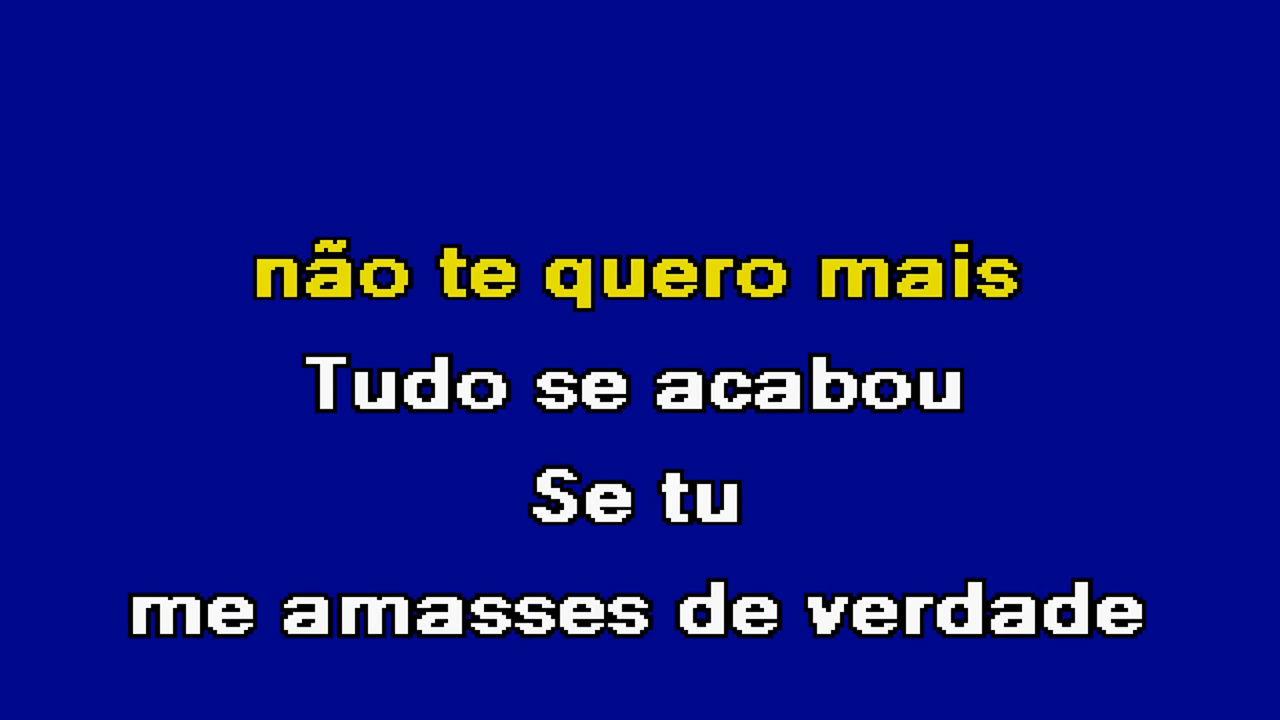 não te quero mais
Tudo se acabou
Se tu
me amasses de verdade